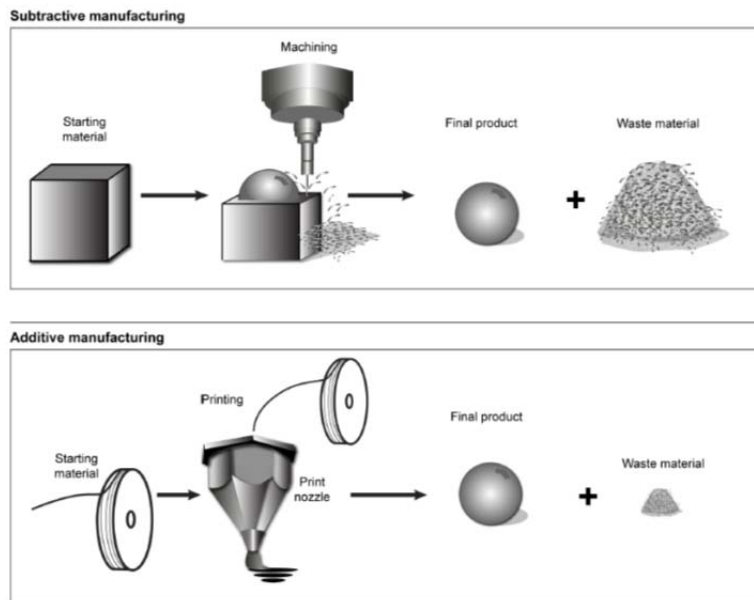 Subtractive manufacturing
Machining
Starting
material
Final product
Waste material
+
Additive manufacturing
Printing
Final product
Starting
material
Waste material
Print
nozzle
+